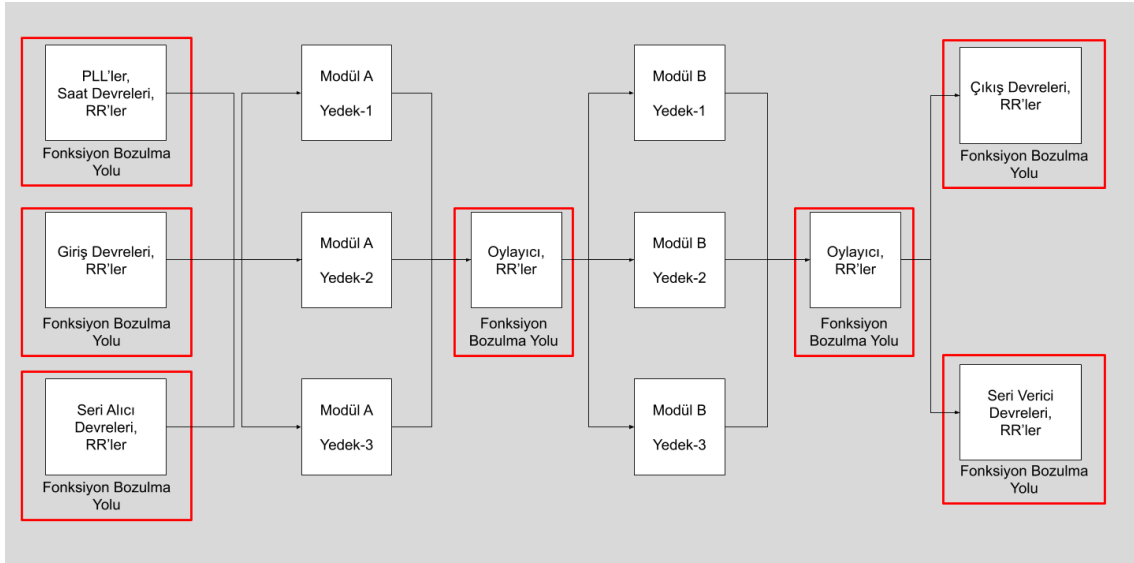 PLL'ler,
Saat Devreleri,
RR'ler
Fonksiyon Bozulma
Yolu
Giriş Devreleri,
RR'ler
Fonksiyon Bozulma
Yolu
Seri Alıcı
Devreleri,
RR'ler
Fonksiyon Bozulma
Yolu
Modül A
Yedek-1
Modül A
Yedek-2
Modül A
Yedek-3
Oylayıcı,
RR'ler
Fonksiyon
Bozulma Yolu
Modül B
Yedek-1
Modül B
Yedek-2
Modül B
Yedek-3
Oylayıcı,
RR'ler
Fonksiyon
Bozulma Yolu
Çıkış Devreleri,
RR'ler
Fonksiyon Bozulma
Yolu
Seri Verici
Devreleri,
RR'ler
Fonksiyon Bozulma
Yolu